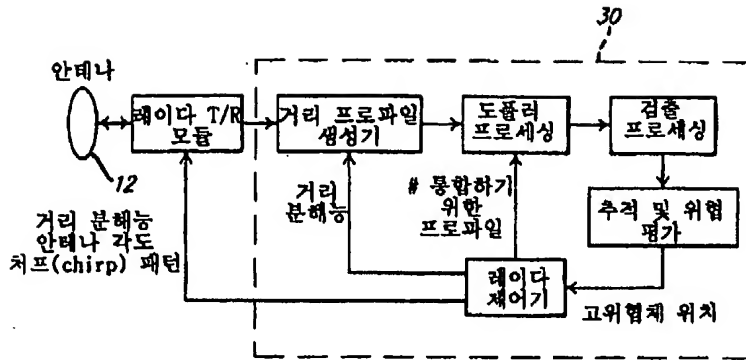 30
안테나
레이다 T/R
모듈
거리 프로파일
생성기
도플러
프로세싱
검출
프로세싱
12
거리
분해능
# 통합하기
위한
프로파일
추적 및 위협
평가
거리 분해능
안테나 각도
처프(chirp) 패턴
레이다
제어기
고위협체 위치